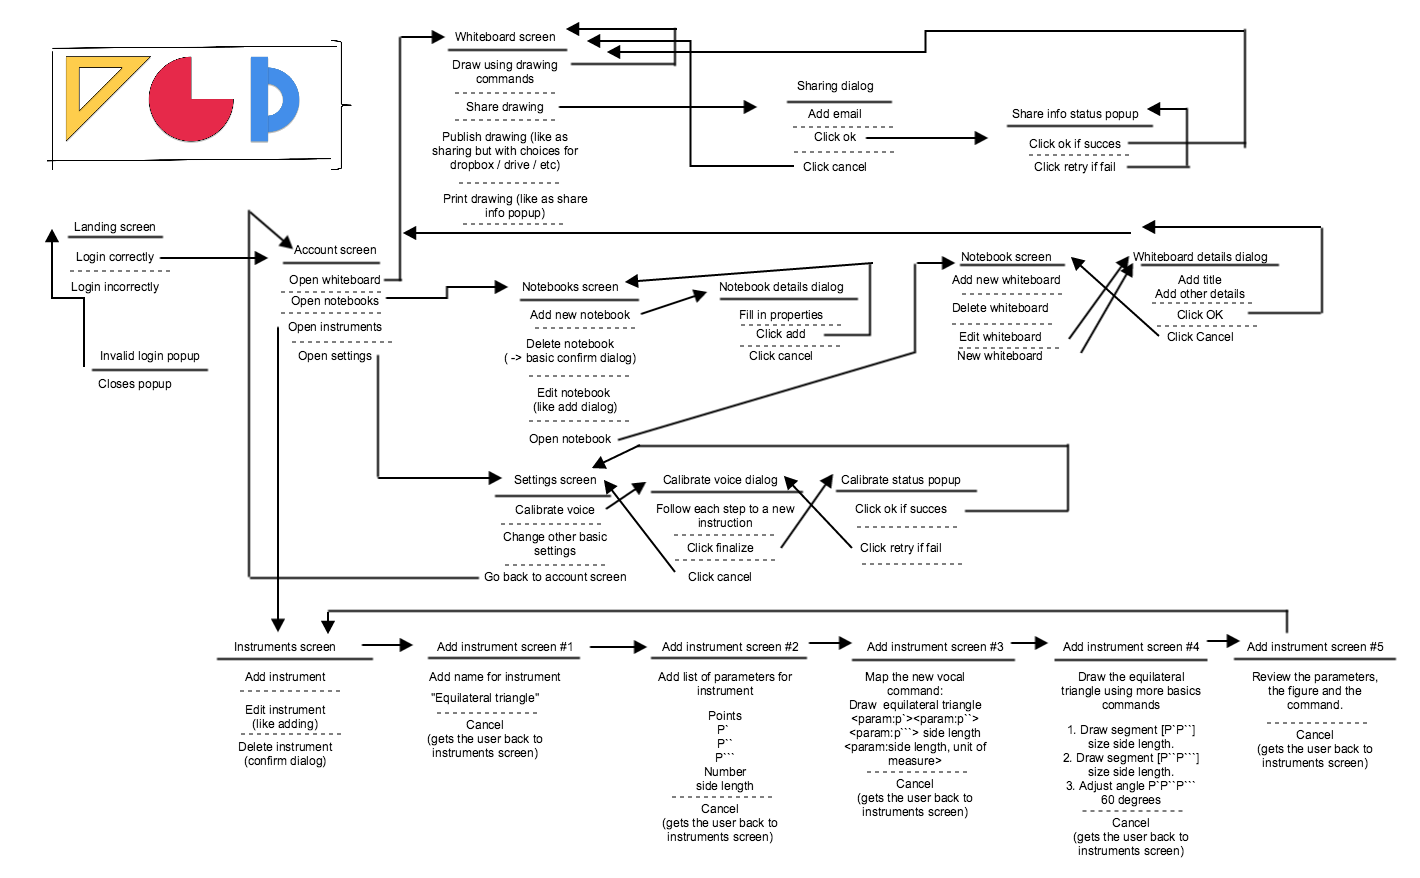 Whiteboard screen
Draw using drawing
commands
Share drawing
Publish drawing (like as
sharing but with choices for
dropbox / drive / etc)
Print drawing (like as share
info popup)
Sharing dialog
Add email
Click ok
Click cancel
Share info status popup
Click ok if succes
Click retry if fail
Landing screen
Login correctly
Login incorrectly
Invalid login popup
Closes popup
Account screen
Open whiteboard
Open notebooks
Open instruments
Open settings
Notebooks screen
Add new notebook
Delete notebook
( -> basic confirm dialog)
Edit notebook
(like add dialog)
Open notebook
Notebook details dialog
Fill in properties
Click add
Click cancel
Notebook screen
Add new whiteboard
Delete whiteboard
Edit whiteboard
New whiteboard
Whiteboard details dialog
Add title
Add other details
Click OK
Click Cancel
Settings screen
Calibrate voice
Change other basic
settings
Go back to account screen
Calibrate voice dialog
Follow each step to a new
instruction
Click finalize
Click cancel
Calibrate status popup
Click ok if succes
Click retry if fail
Instruments screen
Add instrument
Edit instrument
(like adding)
Delete instrument
(confirm dialog)
Add instrument screen #1
Add name for instrument
"Equilateral triangle"
Cancel
(gets the user back to
instruments screen)
Add instrument screen #2
Add list of parameters for
instrument
Points
P`
P``
P```
Number
side length
Cancel
(gets the user back to
instruments screen)
Add instrument screen #3
Map the new vocal
command:
Draw  equilateral triangle
<param:p`><param:p``>
<param:p```> side length
<param:side length, unit of
measure>
Cancel
(gets the user back to
instruments screen)
Add instrument screen #4
Draw the equilateral
triangle using more basics
commands
1. Draw segment [P`P``]
size side length.
2. Draw segment [P``P```]
size side length.
3. Adjust angle P`P``P```
60 degrees
Cancel
(gets the user back to
instruments screen)
Add instrument screen #5
Review the parameters,
the figure and the
command.
Cancel
(gets the user back to
instruments screen)